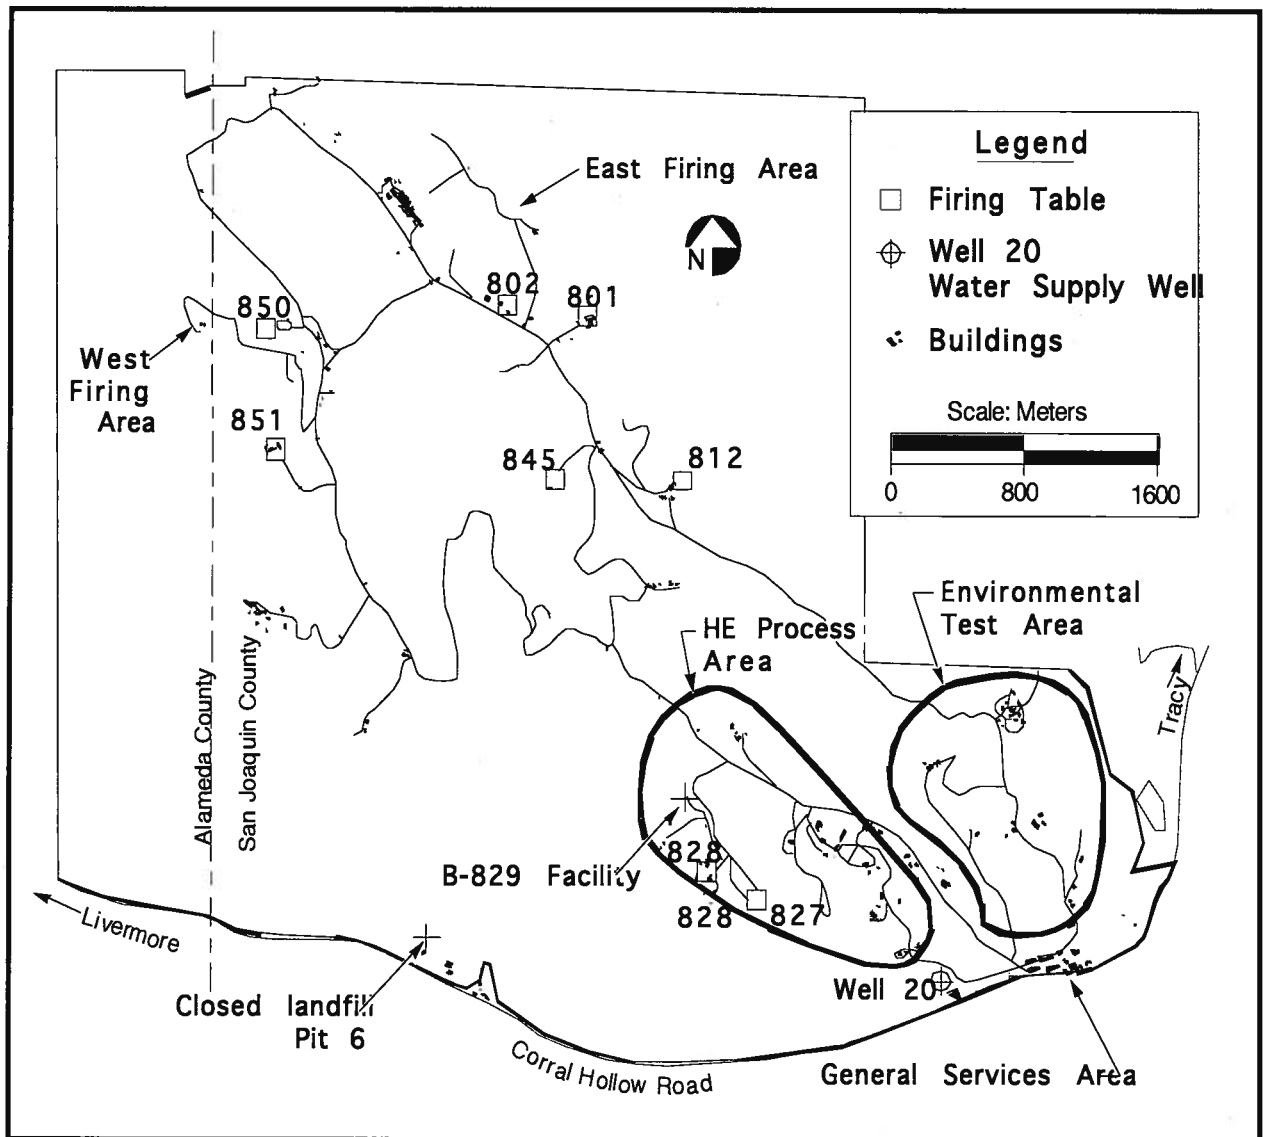 Legend
Firing Table
Well 20
Water Supply Well
Buildings
Scale: Meters
0 800 1600
East Firing Area
N
802
801
850
West
Firing
Area
851
845
812
Environmental
Test Area
HE Process
Area
Tracy
Alameda County
San Joaquin County
B-829 Facility
828
828
827
Livermore
Well 20
Closed landfill
Pit 6
Corral Hollow Road
General Services Area